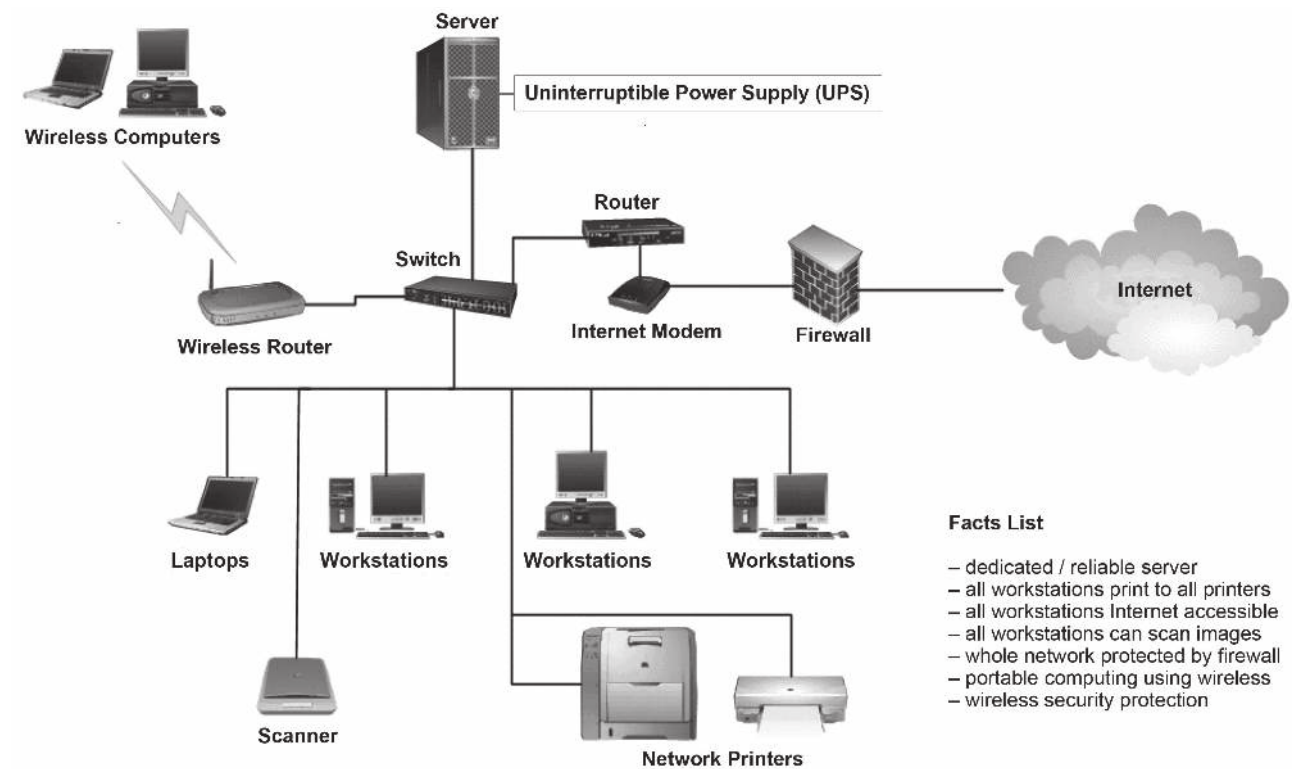 Server
Uninterruptible Power Supply (UPS)
Wireless Computers
Router
Switch
Internet
Internet Modem
Firewall
Wireless Router
Laptops
Workstations
Workstations
Workstations
Facts List
– dedicated / reliable server
– all workstations print to all printers
– all workstations Internet accessible
– all workstations can scan images
– whole network protected by firewall
– portable computing using wireless
– wireless security protection
Scanner
Network Printers